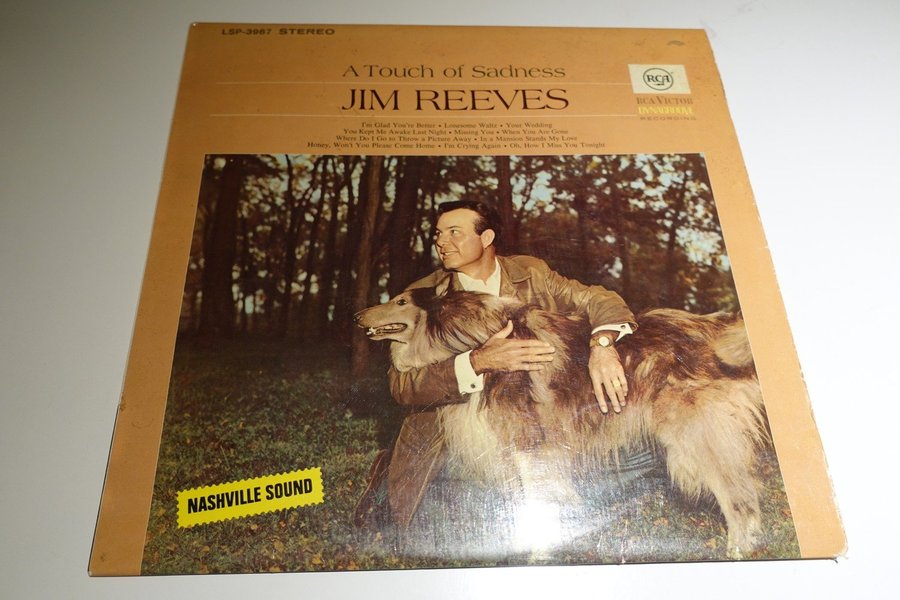 LSP-3987 STEREO
A Touch of Sadness
JIM REEVES
RCA
RCA VICTOR
DYNAGROOVE
RECORDING
I'm Glad You're Better • Lonesome Waltz • Your Wedding
You Kept Me Awake Last Night • Missing You • When You Are Gone
Where Do I Go to Throw a Picture Away • In a Mansion Stands My Love
Honey, Won't You Please Come Home • I'm Crying Again • Oh, How I Miss You Tonight
NASHVILLE SOUND